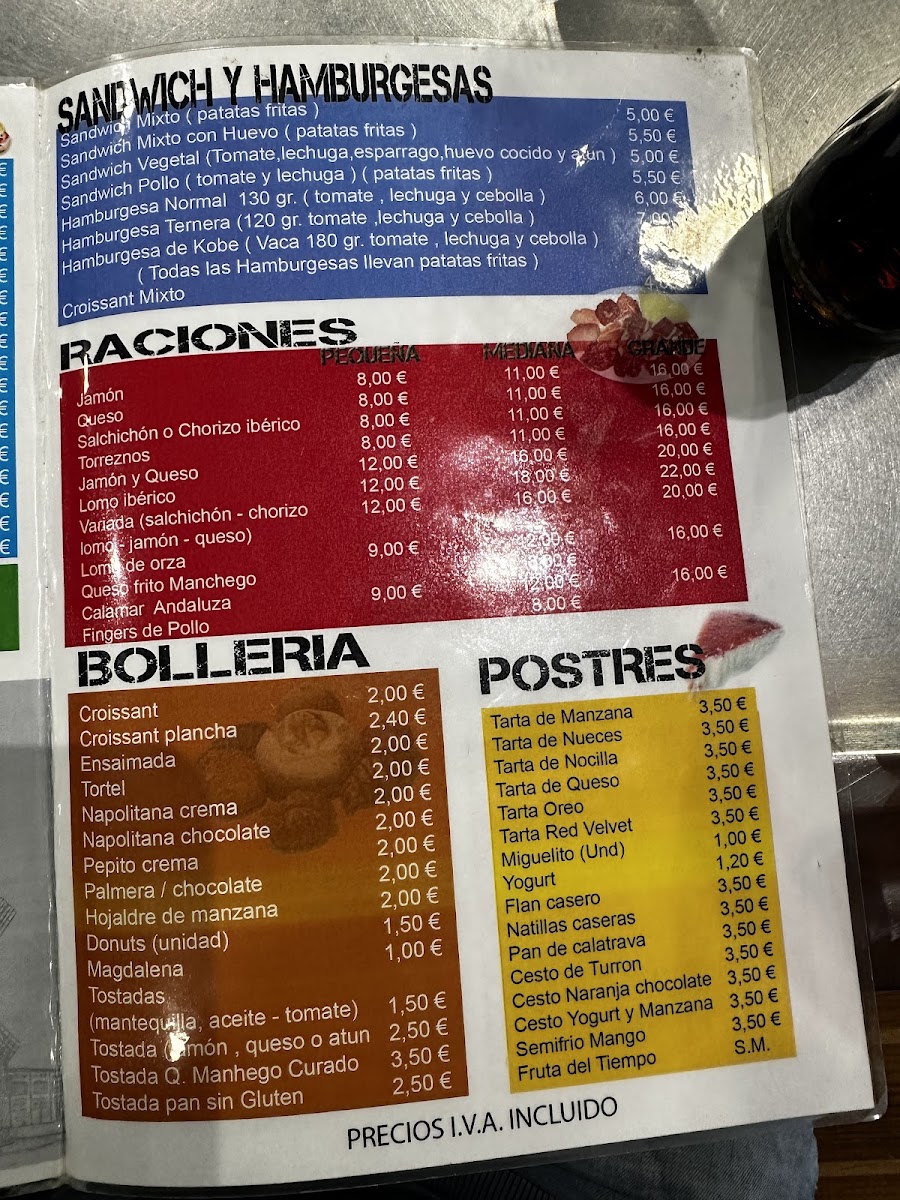 SANDWICH Y HAMBURGESAS
Sandwich Mixto ( patatas fritas ) 5,00 €
Sandwich Mixto con Huevo ( patatas fritas ) 5,50 €
Sandwich Vegetal (Tomate,lechuga,esparrago,huevo cocido y atun ) 5,00 €
Sandwich Pollo ( tomate y lechuga ) ( patatas fritas ) 5,50 €
Hamburgesa Normal 130 gr. ( tomate , lechuga y cebolla ) 6,00 €
Hamburgesa Ternera (120 gr. tomate ,lechuga y cebolla ) 7,00 €
Hamburgesa de Kobe ( Vaca 180 gr. tomate , lechuga y cebolla )
( Todas las Hamburgesas llevan patatas fritas )
Croissant Mixto
RACIONES
PEQUEÑA MEDIANA GRANDE
Jamón 8,00 € 11,00 € 16,00 €
Queso 8,00 € 11,00 € 16,00 €
Salchichón o Chorizo ibérico 8,00 € 11,00 € 16,00 €
Torreznos 8,00 € 11,00 € 16,00 €
Jamón y Queso 12,00 € 16,00 € 20,00 €
Lomo ibérico 12,00 € 18,00 € 22,00 €
Variada (salchichón - chorizo 12,00 € 16,00 € 20,00 €
lomo - jamón - queso)
Lomo de orza 9,00 € 12,00 € 16,00 €
Queso frito Manchego 8,00 €
Calamar Andaluza 9,00 € 12,00 € 16,00 €
Fingers de Pollo 8,00 €
BOLLERIA
Croissant 2,00 €
Croissant plancha 2,40 €
Ensaimada 2,00 €
Tortel 2,00 €
Napolitana crema 2,00 €
Napolitana chocolate 2,00 €
Pepito crema 2,00 €
Palmera / chocolate 2,00 €
Hojaldre de manzana 2,00 €
Donuts (unidad) 1,50 €
Magdalena 1,00 €
Tostadas
(mantequilla, aceite - tomate) 1,50 €
Tostada (jamón , queso o atun 2,50 €
Tostada Q. Manhego Curado 3,50 €
Tostada pan sin Gluten 2,50 €
POSTRES
Tarta de Manzana 3,50 €
Tarta de Nueces 3,50 €
Tarta de Nocilla 3,50 €
Tarta de Queso 3,50 €
Tarta Oreo 3,50 €
Tarta Red Velvet 3,50 €
Miguelito (Und) 1,00 €
Yogurt 1,20 €
Flan casero 3,50 €
Natillas caseras 3,50 €
Pan de calatrava 3,50 €
Cesto de Turron 3,50 €
Cesto Naranja chocolate 3,50 €
Cesto Yogurt y Manzana 3,50 €
Semifrio Mango 3,50 €
Fruta del Tiempo S.M.
PRECIOS I.V.A. INCLUIDO